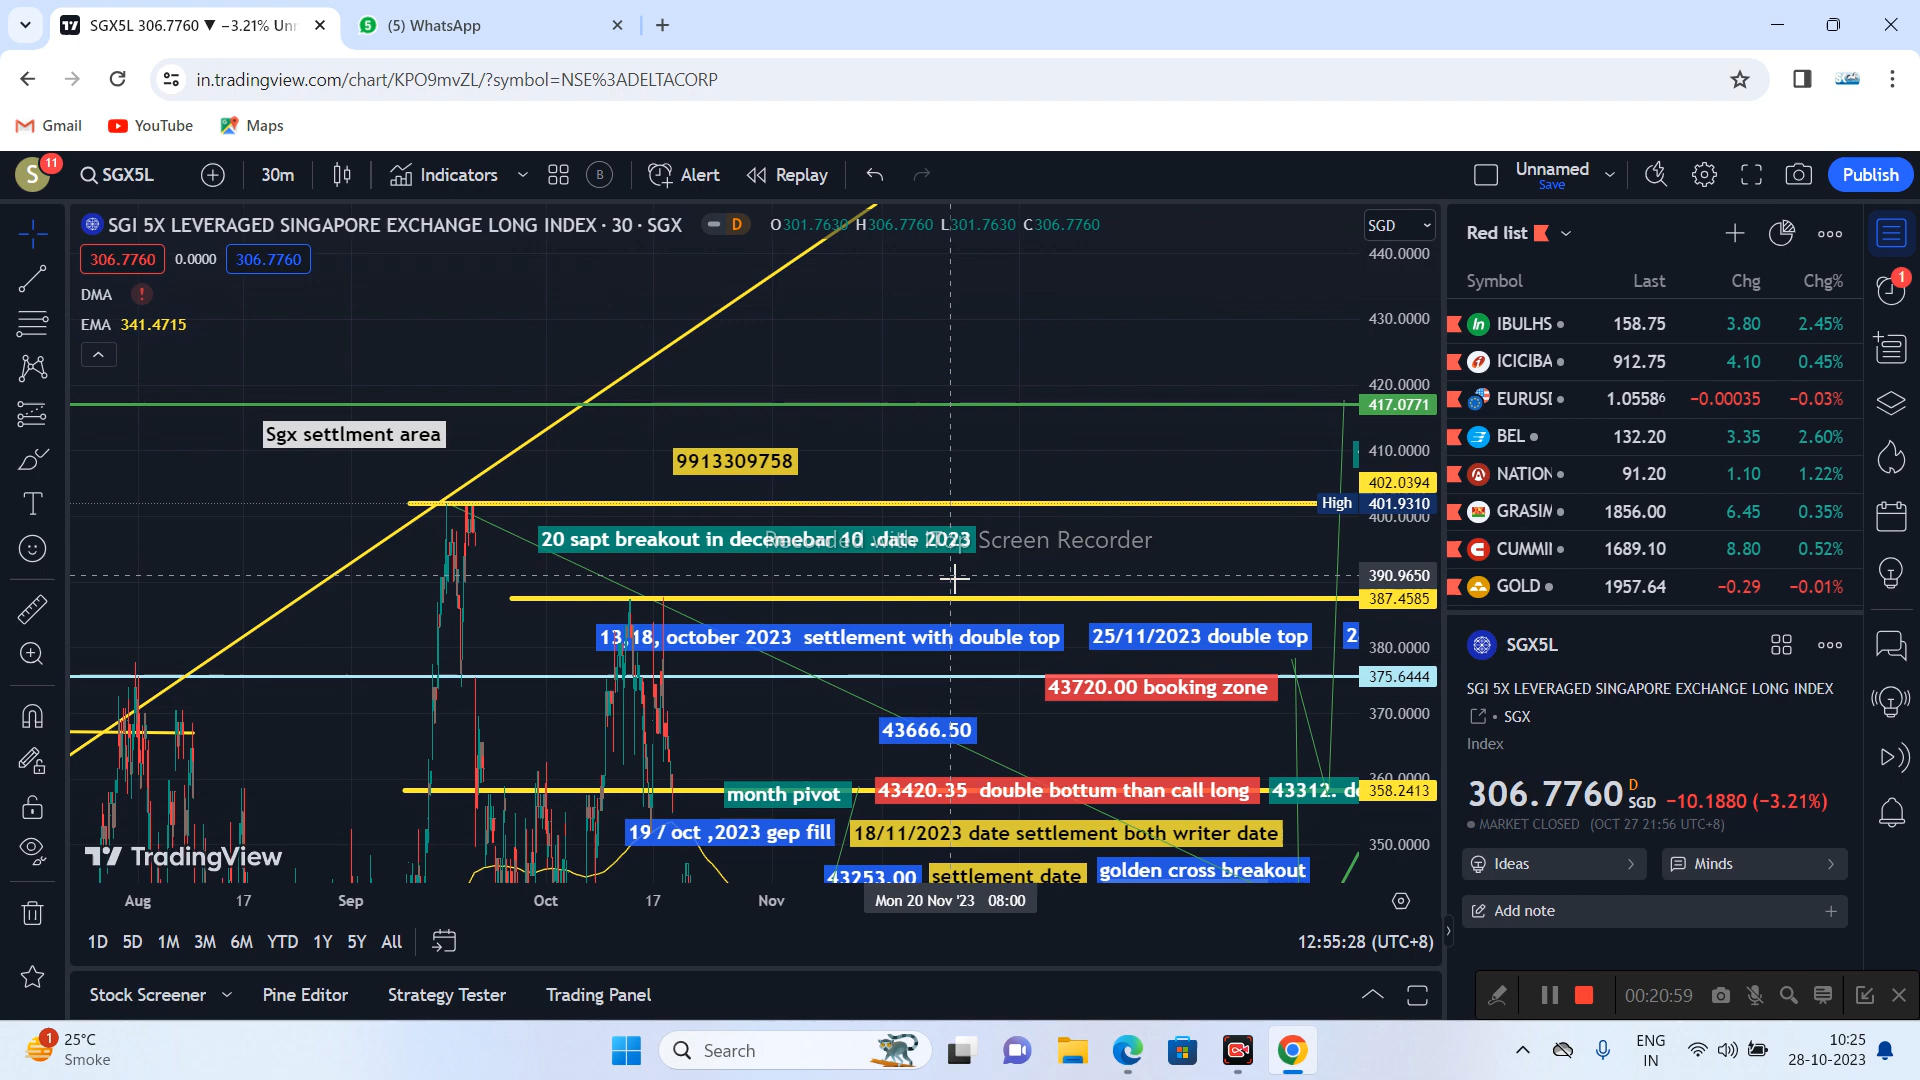 SGX5L 306.7760 ▼ −3.21% Unn
(5) WhatsApp
in.tradingview.com/chart/KPO9mvZL/?symbol=NSE%3ADELTACORP
Gmail
YouTube
Maps
S
11
SGX5L
30m
Indicators
B
Alert
Replay
Unnamed
Save
Publish
SGI 5X LEVERAGED SINGAPORE EXCHANGE LONG INDEX · 30 · SGX
D
O301.7630 H306.7760 L301.7630 C306.7760
SGD
306.7760 0.0000 306.7760
DMA
EMA 341.4715
440.0000
430.0000
420.0000
417.0771
410.0000
402.0394
High 401.9310
400.0000
390.9650
387.4585
380.0000
375.6444
370.0000
360.0000
358.2413
350.0000
Sgx settlment area
9913309758
20 sapt breakout in decmebar 10 .date 2023
Recorded with iTop Screen Recorder
13,18, october 2023 settlement with double top
25/11/2023 double top
2
43720.00 booking zone
43666.50
month pivot
43420.35 double bottum than call long
43312. d
19 / oct ,2023 gep fill
18/11/2023 date settlement both writer date
43253.00
settlement date
golden cross breakout
TradingView
Aug
17
Sep
Oct
17
Nov
Mon 20 Nov '23 08:00
1D 5D 1M 3M 6M YTD 1Y 5Y All
12:55:28 (UTC+8)
Stock Screener
Pine Editor
Strategy Tester
Trading Panel
Red list
Symbol Last Chg Chg%
IBULHS 158.75 3.80 2.45%
ICICIBA 912.75 4.10 0.45%
EURUSI 1.05586 −0.00035 −0.03%
BEL 132.20 3.35 2.60%
NATION 91.20 1.10 1.22%
GRASIM 1856.00 6.45 0.35%
CUMMII 1689.10 8.80 0.52%
GOLD 1957.64 −0.29 −0.01%
1
SGX5L
SGI 5X LEVERAGED SINGAPORE EXCHANGE LONG INDEX
SGX
Index
306.7760 D SGD −10.1880 (−3.21%)
MARKET CLOSED (OCT 27 21:56 UTC+8)
Ideas
Minds
Add note
00:20:59
1
25°C
Smoke
Search
ENG
IN
10:25
28-10-2023